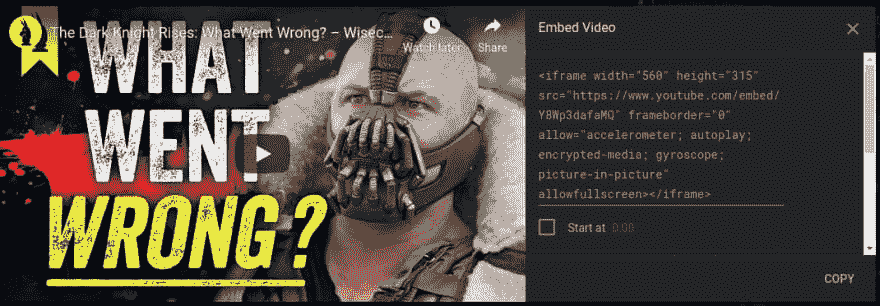 The Dark Knight Rises: What Went Wrong? – Wisec...
Watch later
Share
WHAT
WENT
WRONG?
Embed Video
<iframe width="560" height="315"
src="https://www.youtube.com/embed/
Y8Wp3dafaMQ" frameborder="0"
allow="accelerometer; autoplay;
encrypted-media; gyroscope;
picture-in-picture"
allowfullscreen></iframe>
Start at 0:00
COPY